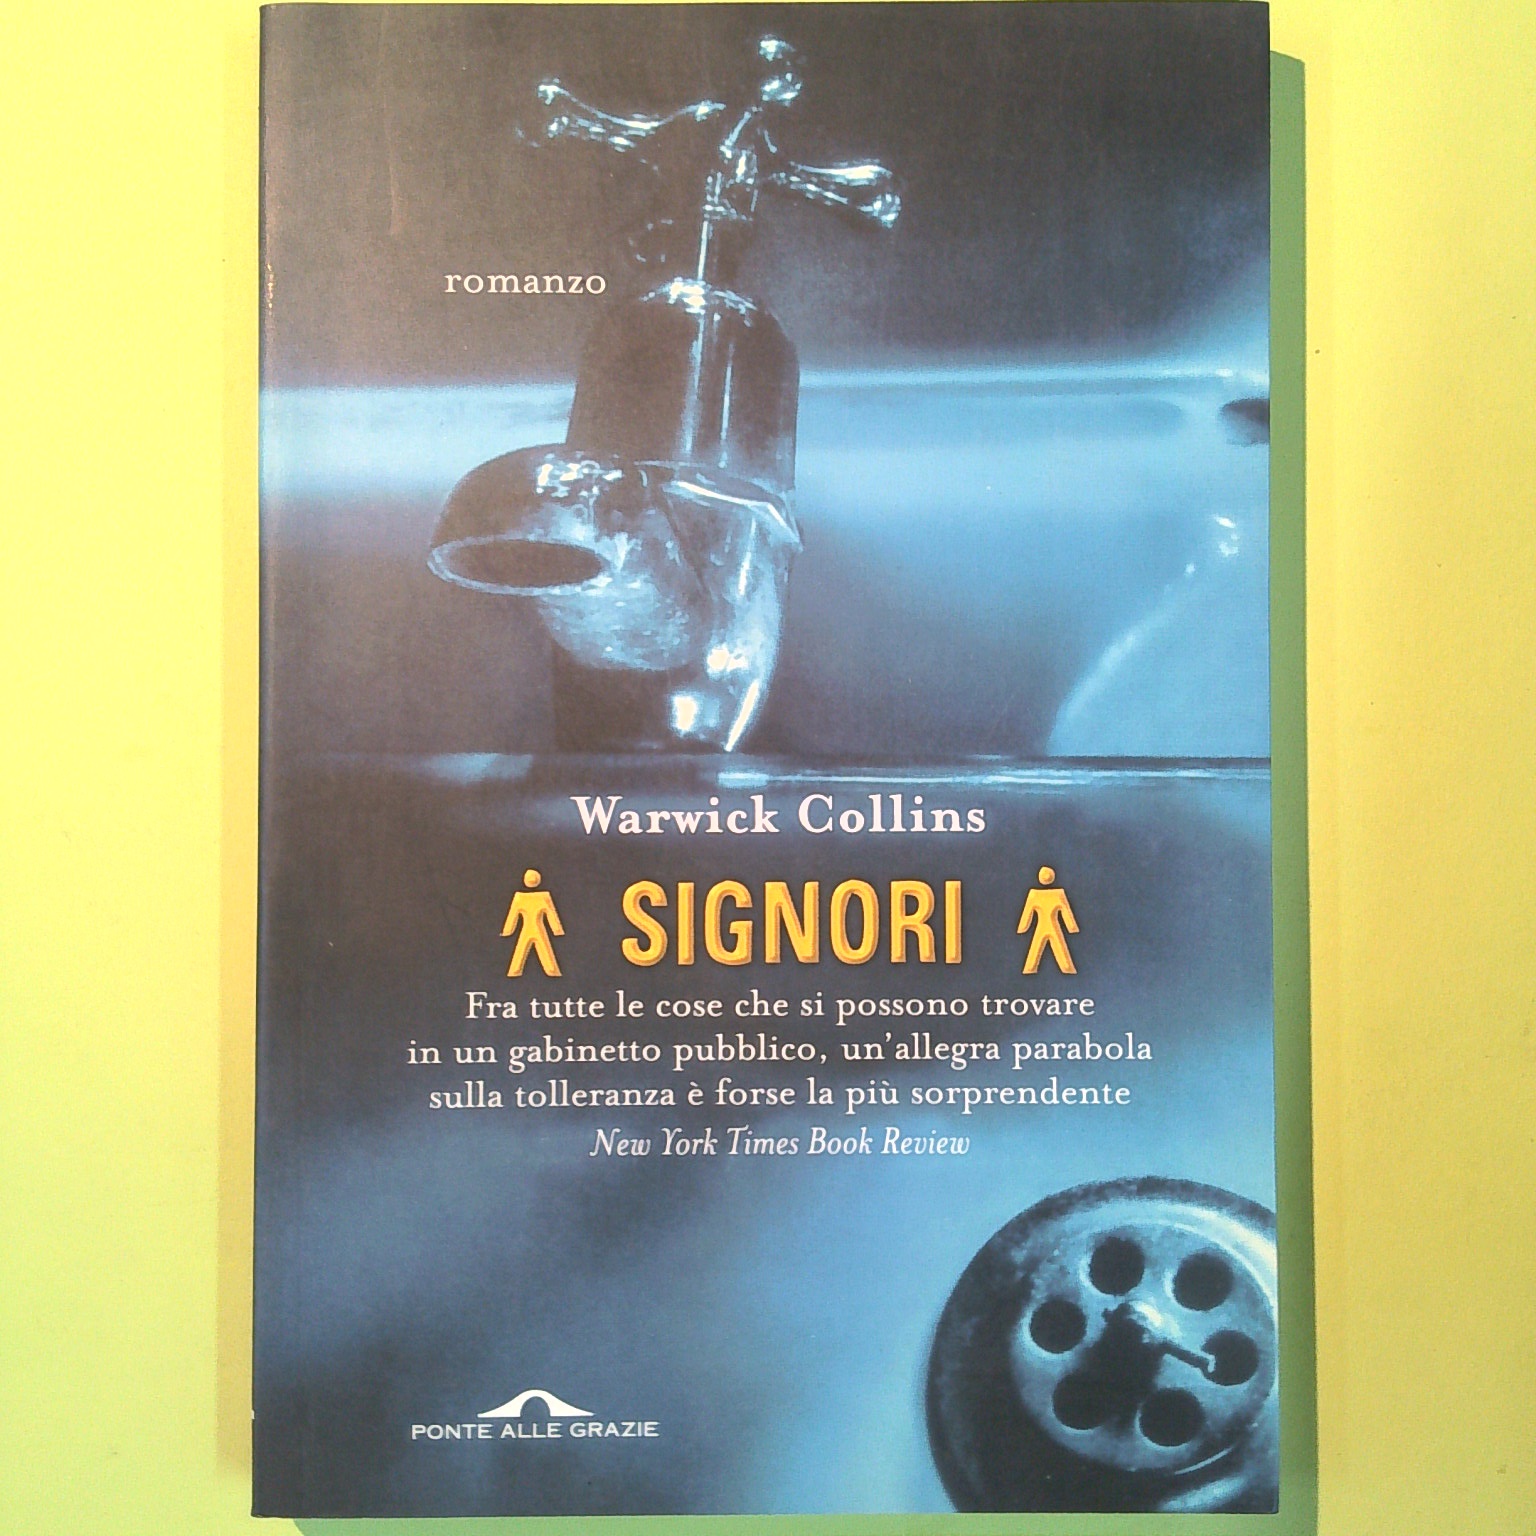 romanzo
Warwick Collins
SIGNORI
Fra tutte le cose che si possono trovare
in un gabinetto pubblico, un'allegra parabola
sulla tolleranza è forse la più sorprendente
New York Times Book Review
PONTE ALLE GRAZIE